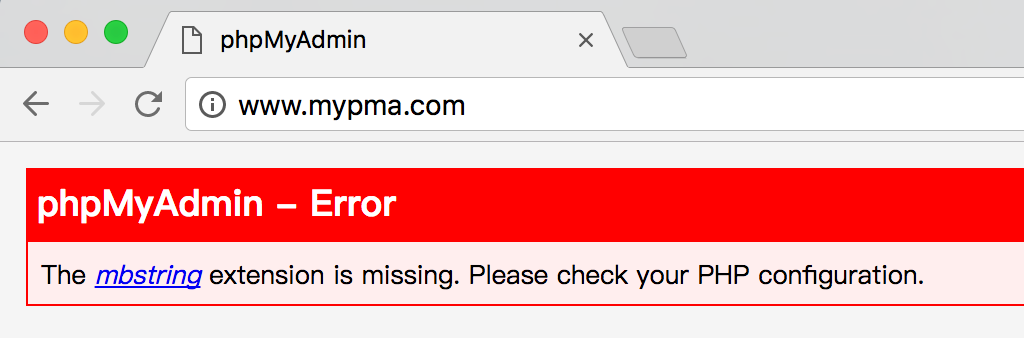 phpMyAdmin
www.mypma.com
phpMyAdmin – Error
The mbstring extension is missing. Please check your PHP configuration.